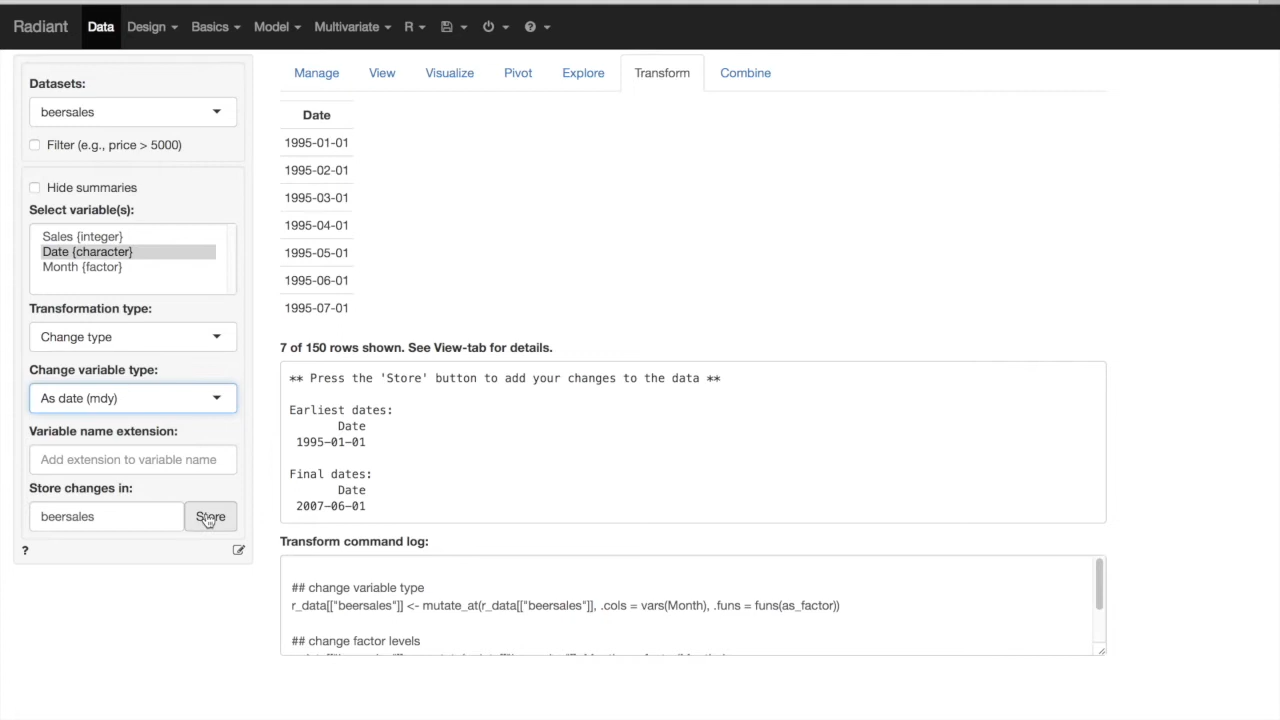 Radiant Data Design Basics Model Multivariate R
Manage View Visualize Pivot Explore Transform Combine
Datasets:
beersales
Filter (e.g., price > 5000)
Hide summaries
Select variable(s):
Sales {integer}
Date {character}
Month {factor}
Transformation type:
Change type
Change variable type:
As date (mdy)
Variable name extension:
Add extension to variable name
Store changes in:
beersales Store
?
Date
1995-01-01
1995-02-01
1995-03-01
1995-04-01
1995-05-01
1995-06-01
1995-07-01
7 of 150 rows shown. See View-tab for details.
** Press the 'Store' button to add your changes to the data **
Earliest dates:
Date
1995-01-01
Final dates:
Date
2007-06-01
Transform command log:
## change variable type
r_data[["beersales"]] <- mutate_at(r_data[["beersales"]], .cols = vars(Month), .funs = funs(as_factor))
## change factor levels